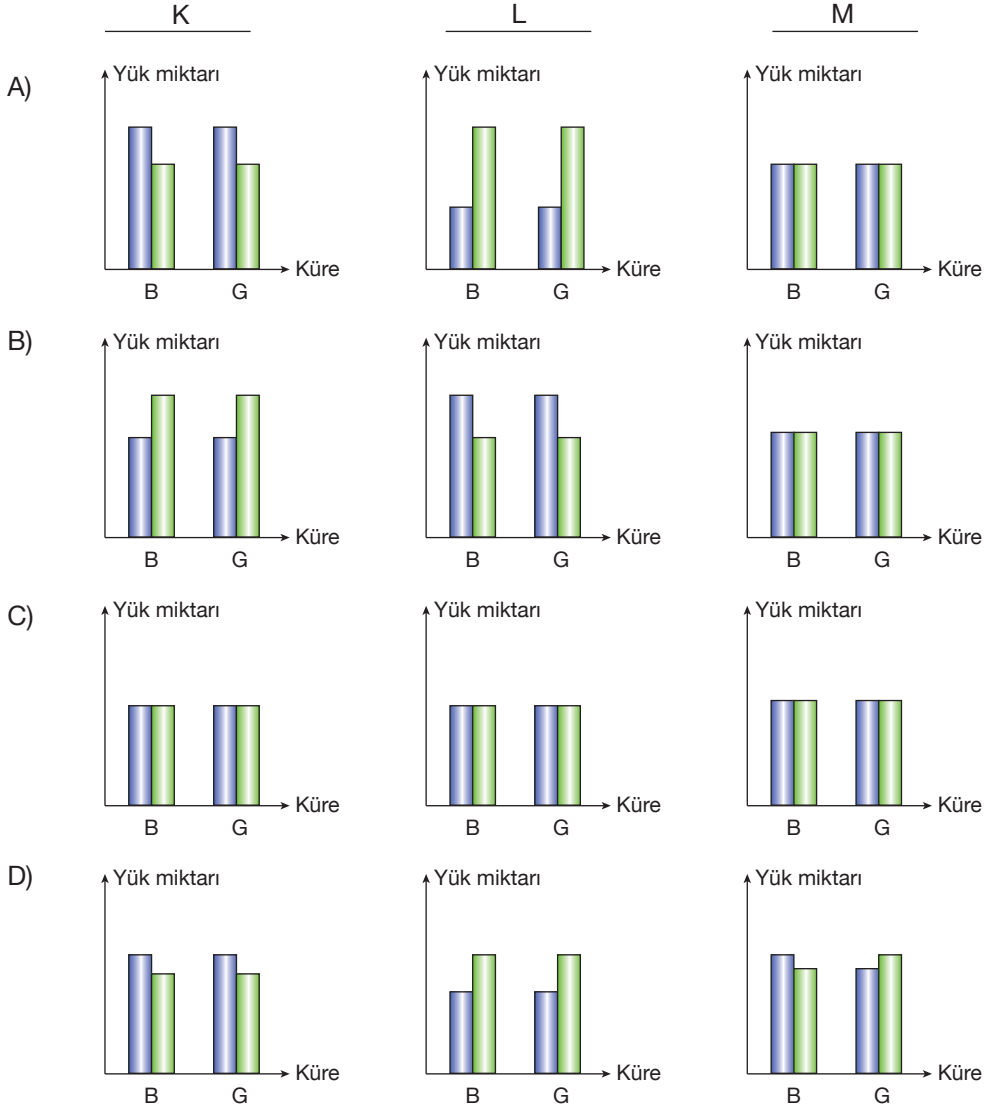 K L M
A)
Yük miktarı Yük miktarı Yük miktarı
Küre Küre Küre
B G B G B G
B)
Yük miktarı Yük miktarı Yük miktarı
Küre Küre Küre
B G B G B G
C)
Yük miktarı Yük miktarı Yük miktarı
Küre Küre Küre
B G B G B G
D)
Yük miktarı Yük miktarı Yük miktarı
Küre Küre Küre
B G B G B G